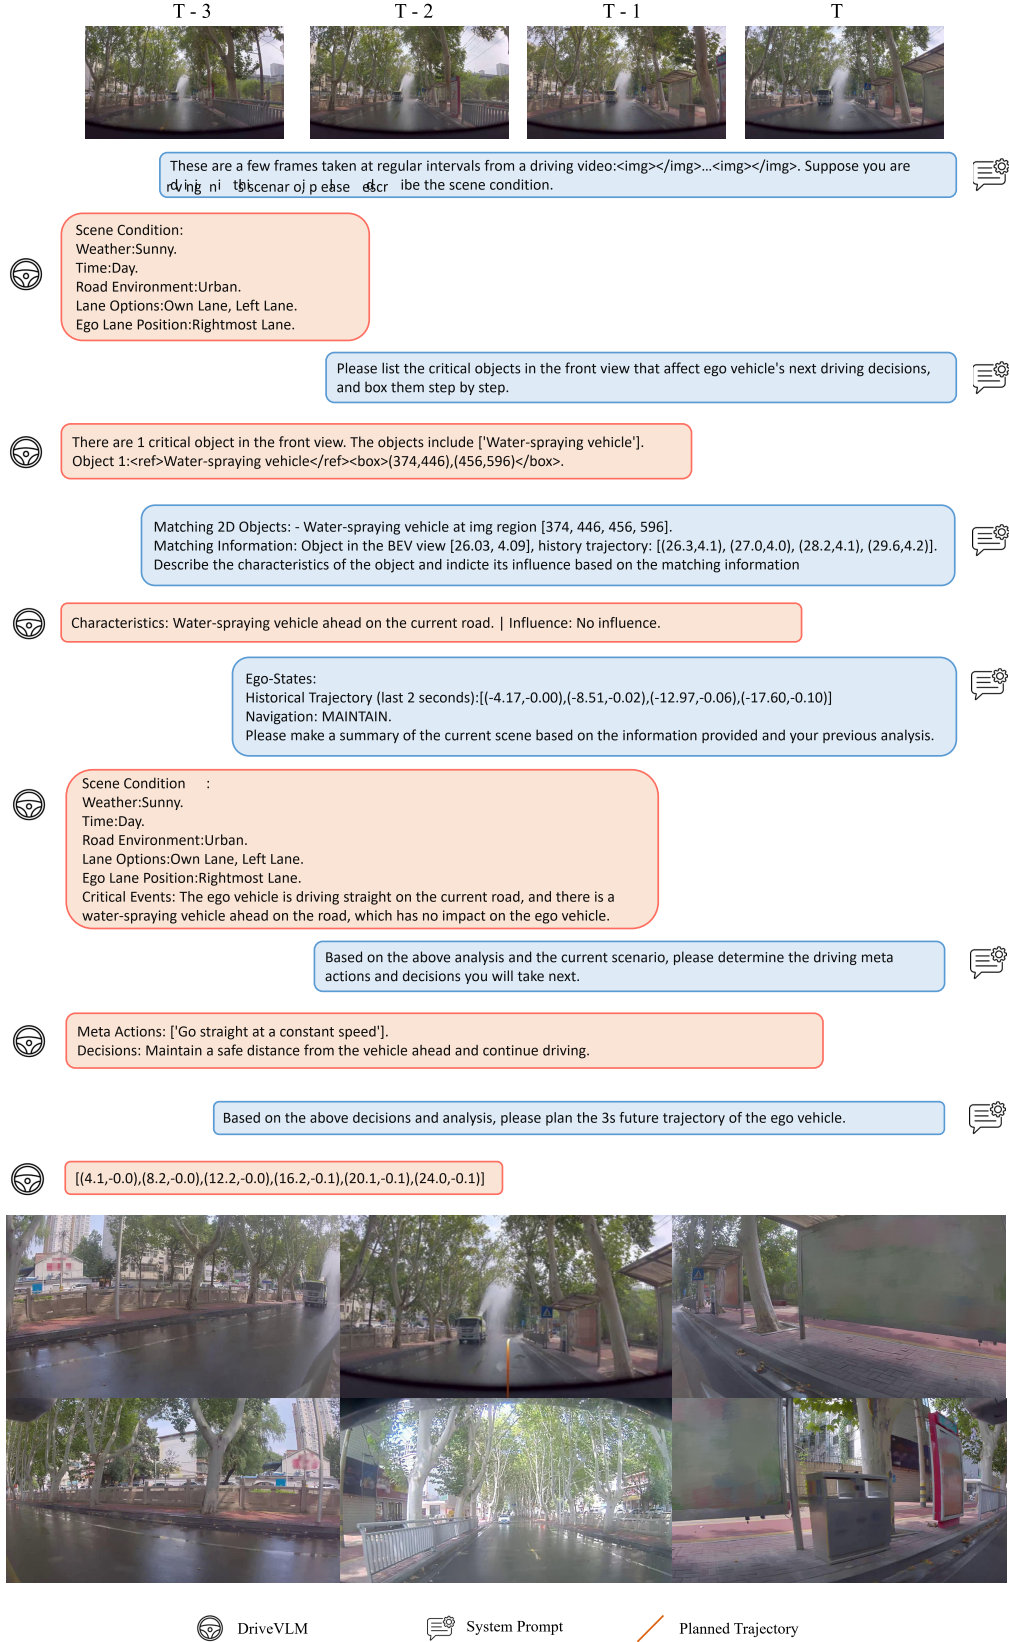 T - 3
T - 2
T - 1
T
These are a few frames taken at regular intervals from a driving video:<img></img>...<img></img>. Suppose you are
ibe the scene condition.
Scene Condition:
Weather:Sunny.
Time:Day.
Road Environment:Urban.
Lane Options:Own Lane, Left Lane.
Ego Lane Position:Rightmost Lane.
Please list the critical objects in the front view that affect ego vehicle's next driving decisions,
and box them step by step.
There are 1 critical object in the front view. The objects include ['Water-spraying vehicle'].
Object 1:<ref>Water-spraying vehicle</ref><box>(374,446),(456,596)</box>.
Matching 2D Objects: - Water-spraying vehicle at img region [374, 446, 456, 596].
Matching Information: Object in the BEV view [26.03, 4.09], history trajectory: [(26.3,4.1), (27.0,4.0), (28.2,4.1), (29.6,4.2)].
Describe the characteristics of the object and indicte its influence based on the matching information
Characteristics: Water-spraying vehicle ahead on the current road. | Influence: No influence.
Ego-States:
Historical Trajectory (last 2 seconds):[(-4.17,-0.00),(-8.51,-0.02),(-12.97,-0.06),(-17.60,-0.10)]
Navigation: MAINTAIN.
Please make a summary of the current scene based on the information provided and your previous analysis.
Scene Condition :
Weather:Sunny.
Time:Day.
Road Environment:Urban.
Lane Options:Own Lane, Left Lane.
Ego Lane Position:Rightmost Lane.
Critical Events: The ego vehicle is driving straight on the current road, and there is a
water-spraying vehicle ahead on the road, which has no impact on the ego vehicle.
Based on the above analysis and the current scenario, please determine the driving meta
actions and decisions you will take next.
Meta Actions: ['Go straight at a constant speed'].
Decisions: Maintain a safe distance from the vehicle ahead and continue driving.
Based on the above decisions and analysis, please plan the 3s future trajectory of the ego vehicle.
[(4.1,-0.0),(8.2,-0.0),(12.2,-0.0),(16.2,-0.1),(20.1,-0.1),(24.0,-0.1)]
DriveVLM
System Prompt
Planned Trajectory